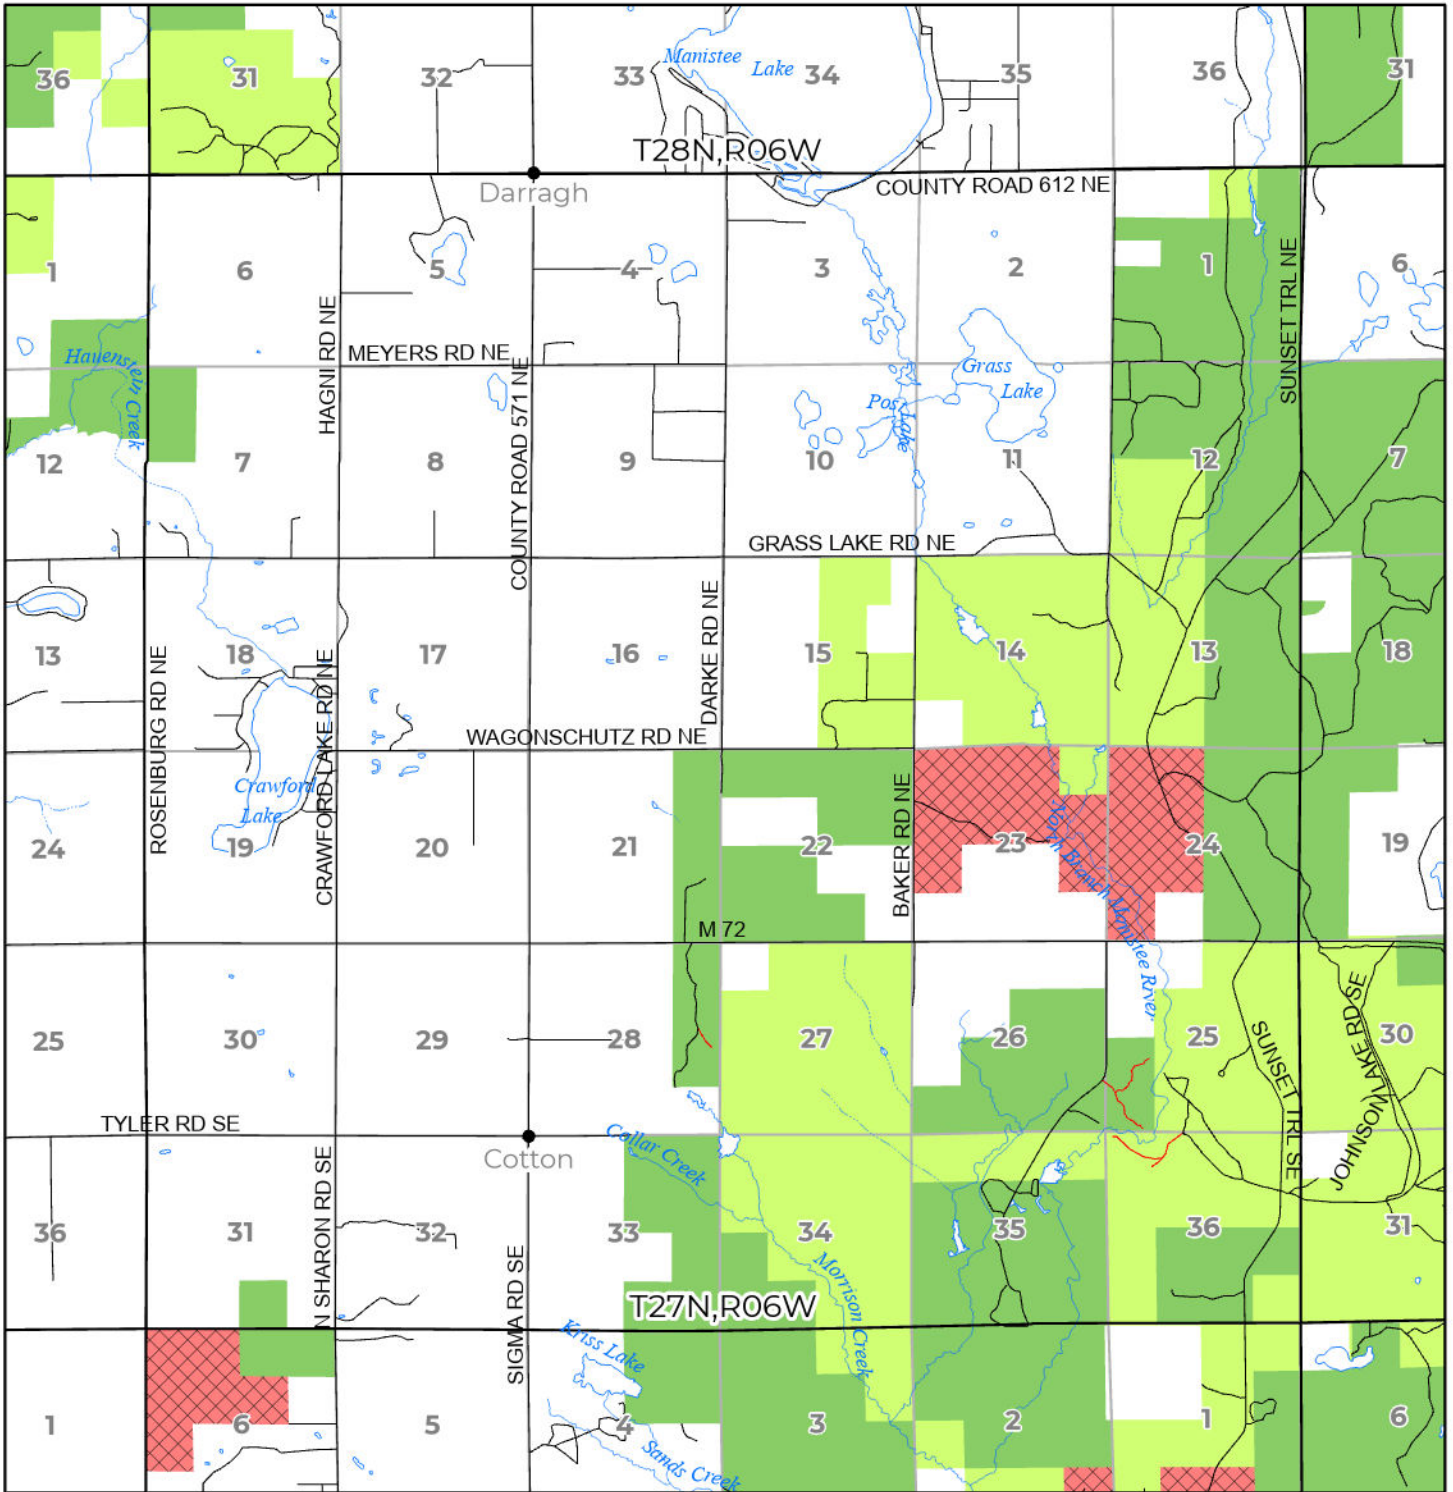 36 31 32 33 34 35 36 31
Manistee
Lake
T28N,R06W
Darragh
COUNTY ROAD 612 NE
1 6 5 4 3 2 1 6
HAGNI RD NE
SUNSET TRL NE
MEYERS RD NE
Hauenstein Creek
COUNTY ROAD 571 NE
Grass
Lake
Post Lake
12 7 8 9 10 11 12 7
GRASS LAKE RD NE
DARKE RD NE
13 18 17 16 15 14 13 18
ROSENBURG RD NE
CRAWFORD LAKE RD NE
WAGONSCHUTZ RD NE
Crawford
Lake
BAKER RD NE
24 19 20 21 22 23 24 19
North Branch Manistee River
M 72
25 30 29 28 27 26 25 30
SUNSET TRL SE
JOHNSON LAKE RD SE
TYLER RD SE
Cotton
Collar Creek
N SHARON RD SE
36 31 32 33 34 35 36 31
SIGMA RD SE
Morrison Creek
T27N,R06W
Kriss Lake
1 6 5 4 3 2 1 6
Sands Creek